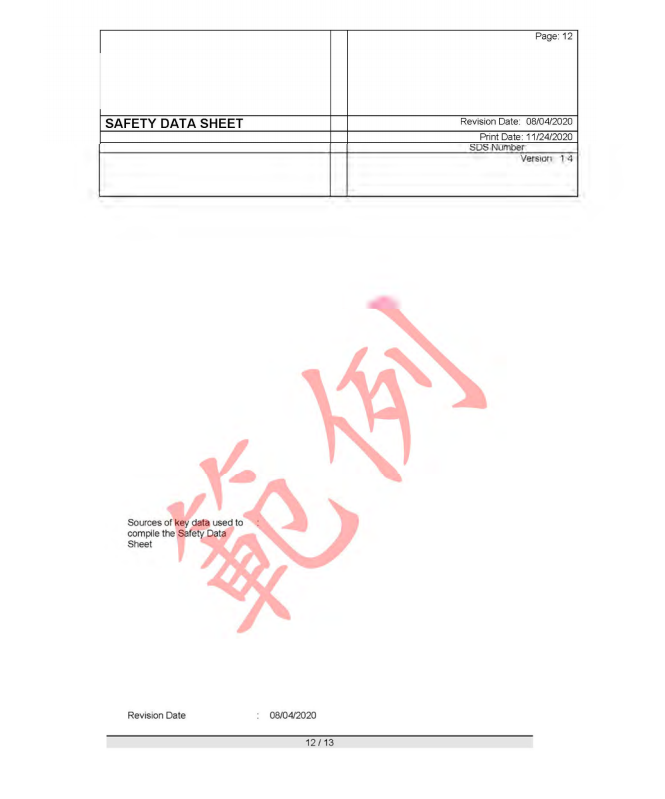 Page: 12
SAFETY DATA SHEET
Revision Date: 08/04/2020
Print Date: 11/24/2020
SDS Number:
Version: 1.4
範例
Sources of key data used to :
compile the Safety Data
Sheet
Revision Date : 08/04/2020
12 / 13